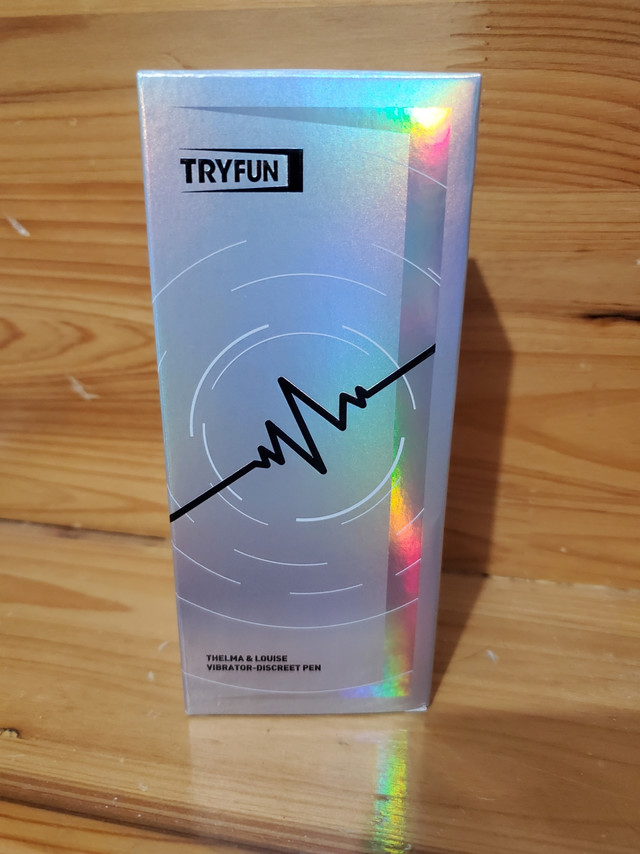 TRYFUN
THELMA & LOUISE
VIBRATOR-DISCREET PEN